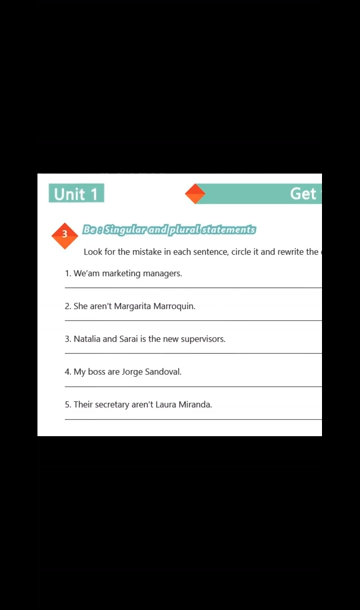 Unit 1
Get
3
Be : Singular and plural statements
Look for the mistake in each sentence, circle it and rewrite the
1. We'am marketing managers.
2. She aren't Margarita Marroquin.
3. Natalia and Sarai is the new supervisors.
4. My boss are Jorge Sandoval.
5. Their secretary aren't Laura Miranda.